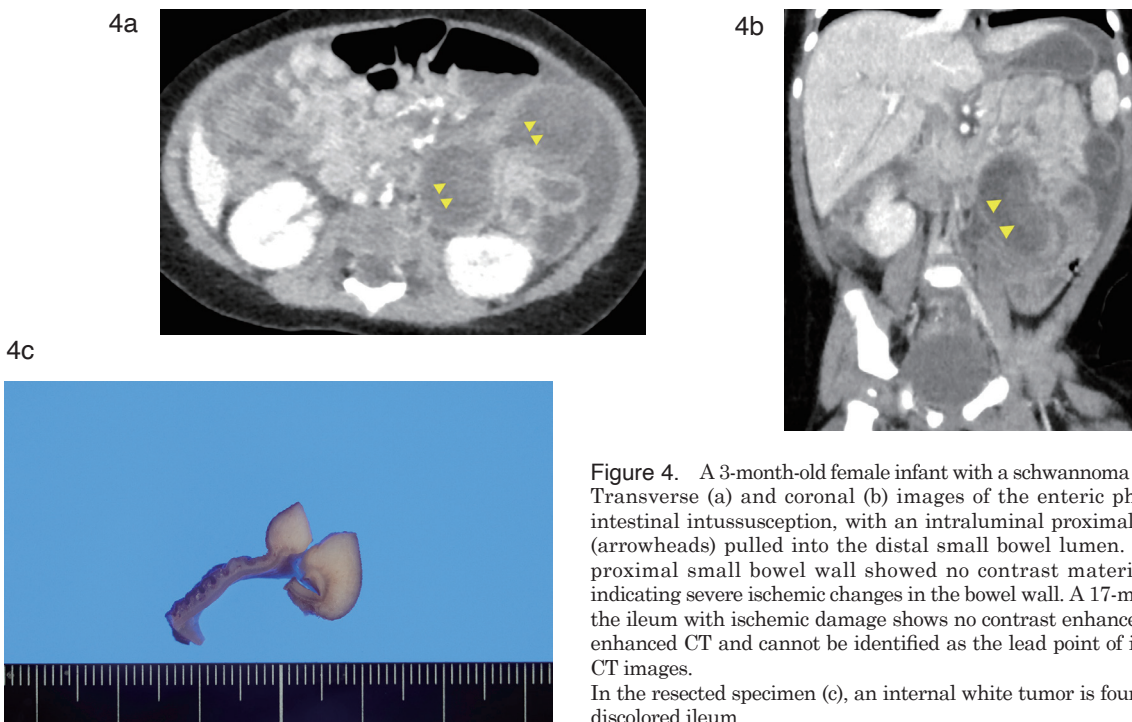 4a
4b
4c
Figure 4. A 3-month-old female infant with a schwannoma
Transverse (a) and coronal (b) images of the enteric ph
intestinal intussusception, with an intraluminal proximal
(arrowheads) pulled into the distal small bowel lumen.
proximal small bowel wall showed no contrast materi
indicating severe ischemic changes in the bowel wall. A 17-m
the ileum with ischemic damage shows no contrast enhance
enhanced CT and cannot be identified as the lead point of i
CT images.
In the resected specimen (c), an internal white tumor is four
discolored ileum